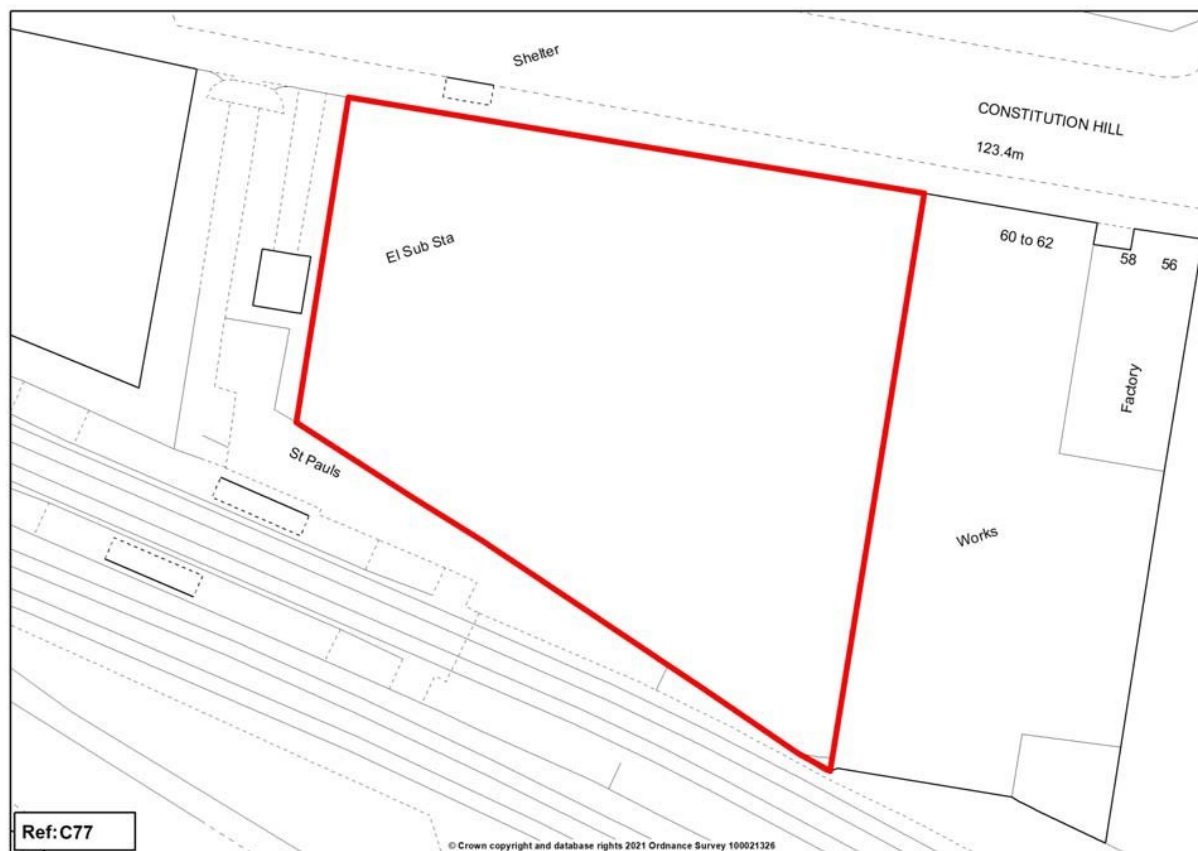 Shelter
CONSTITUTION HILL
123.4m
60 to 62
58
56
El Sub Sta
Factory
St Pauls
Works
Ref:C77
© Crown copyright and database rights 2021 Ordnance Survey 100021326